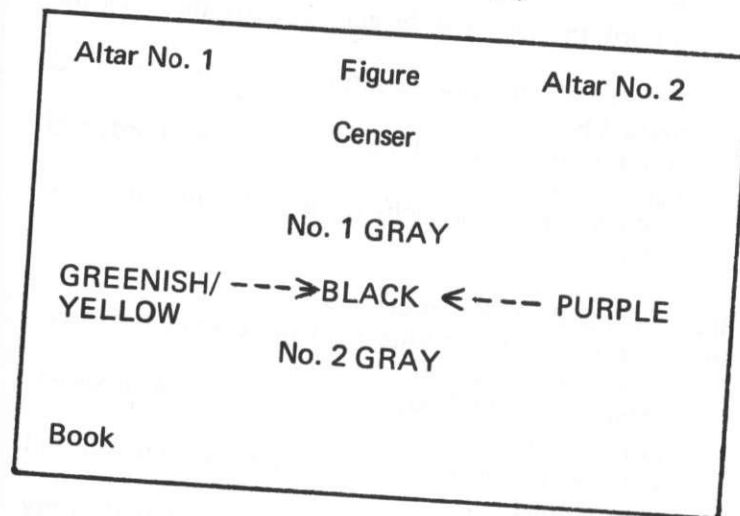 Altar No. 1 Figure Altar No. 2
Censer
No. 1 GRAY
GREENISH/ ---> BLACK <--- PURPLE
YELLOW
No. 2 GRAY
Book